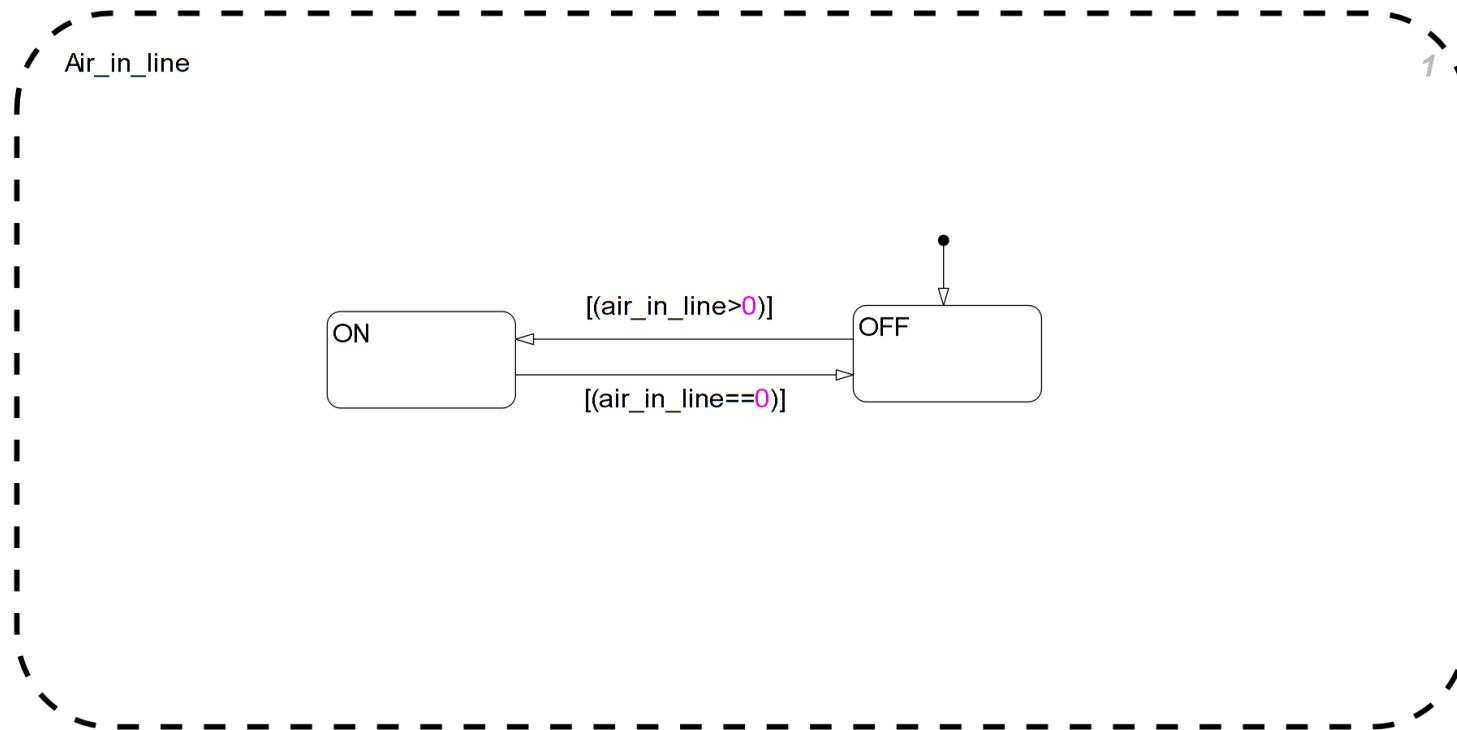 Air_in_line
1
[(air_in_line>0)]
ON
OFF
[(air_in_line==0)]